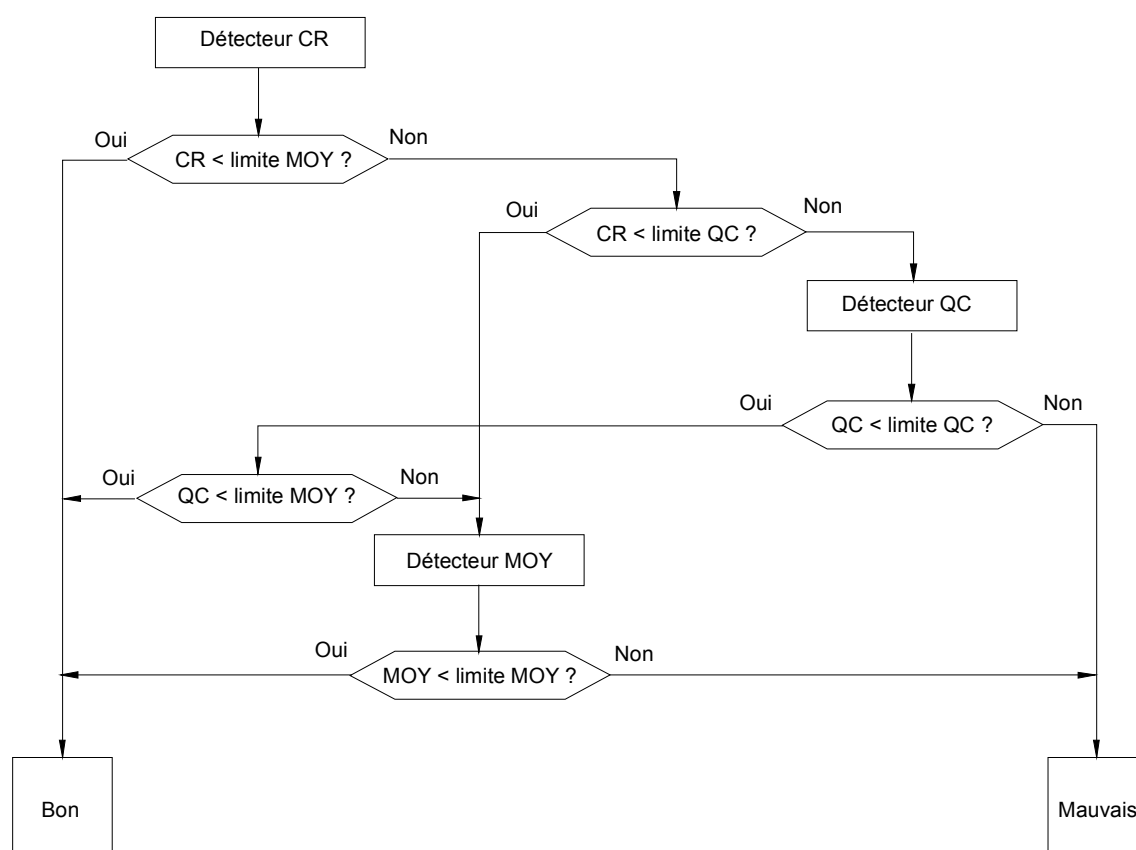 Détecteur CR
Oui
Non
CR < limite MOY ?
Oui
Non
CR < limite QC ?
Détecteur QC
Oui
Non
QC < limite QC ?
Oui
Non
QC < limite MOY ?
Détecteur MOY
Oui
Non
MOY < limite MOY ?
Bon
Mauvais